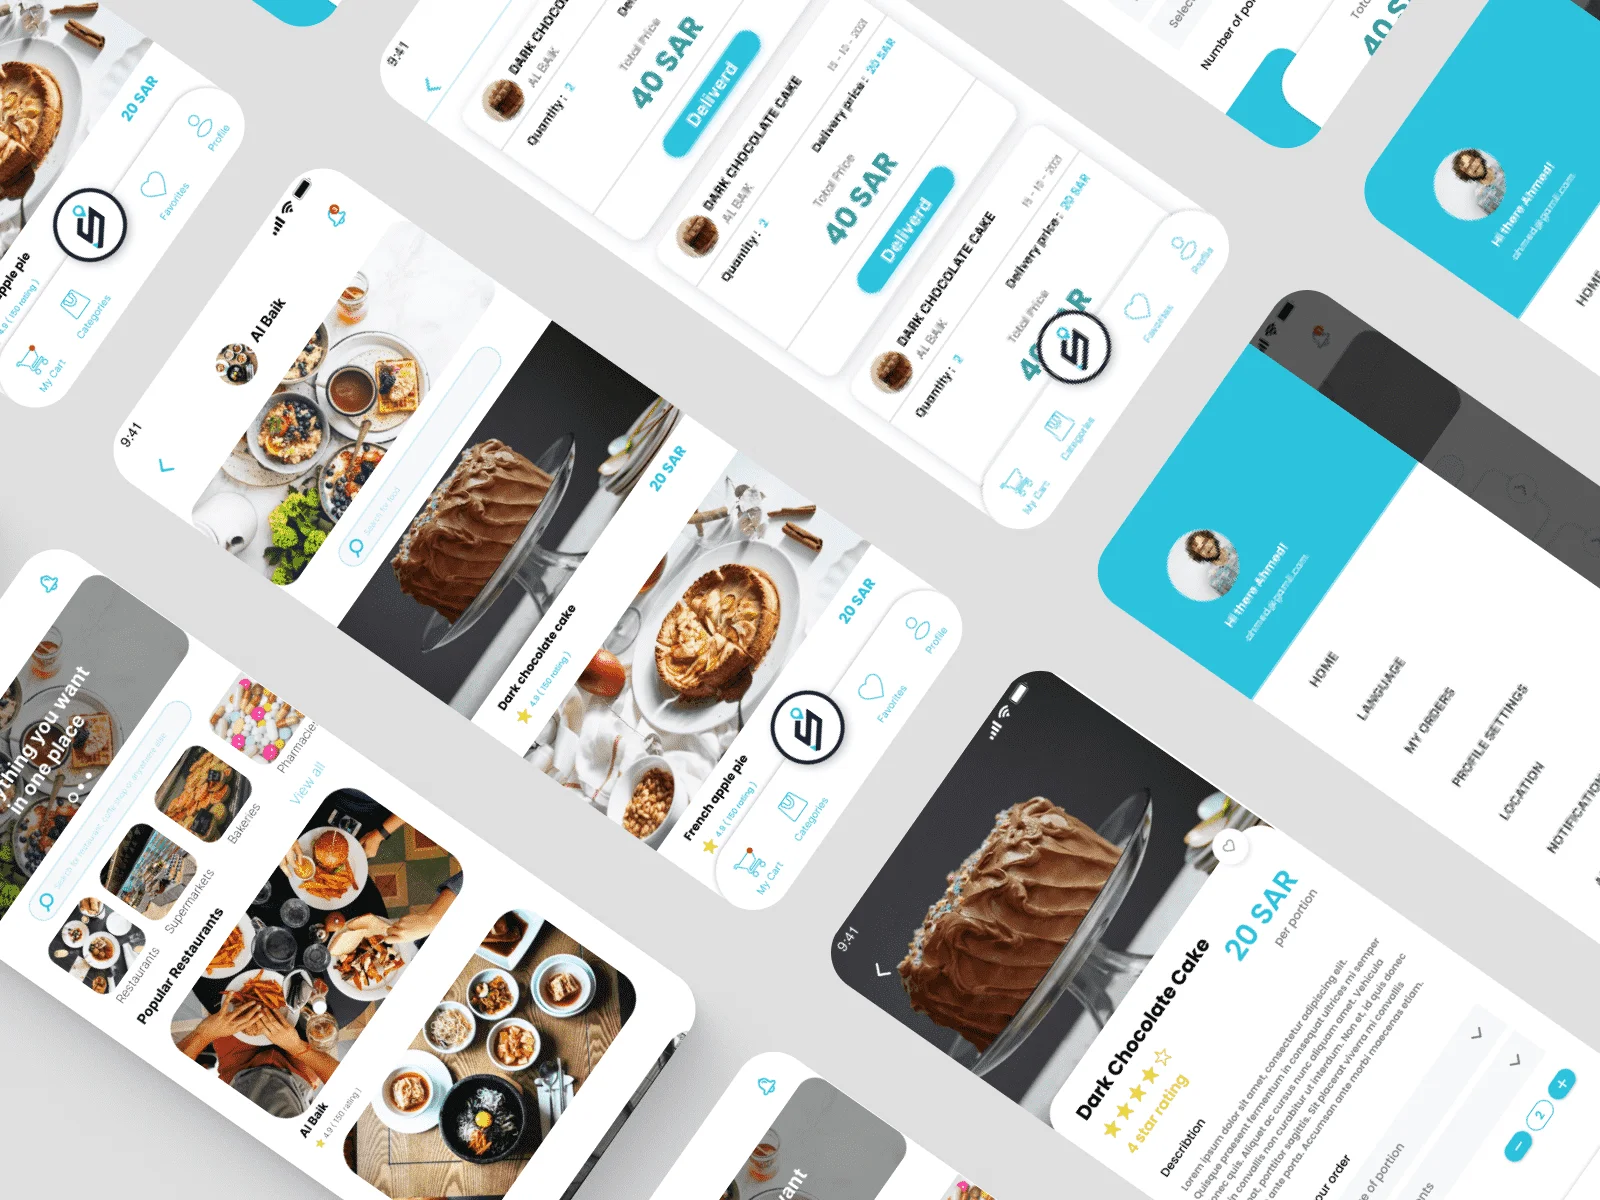 20 SAR
Profile
Favorites
Categories
My Cart
apple pie
4.9 ( 150 rating )
9:41
DARK CHOCO
AL BAIK
Quantity : 2
Total Price
40 SAR
Deliverd
DARK CHOCOLATE CAKE
AL BAIK
Quantity : 2
15 - 10 - 2021
Delivery price : 20 SAR
Total Price
40 SAR
Deliverd
DARK CHOCOLATE CAKE
AL BAIK
Quantity : 2
15 - 10 - 2021
Delivery price : 20 SAR
Total Price
40 SAR
Profile
Favorites
Categories
My Cart
Number of po
40 SAR
Hi there Ahmed!
ahmed@gamil.com
HOME
9:41
Al Baik
Search for food
20 SAR
Dark chocolate cake
4.9 ( 150 rating )
20 SAR
French apple pie
4.9 ( 150 rating )
Profile
Favorites
Categories
My Cart
Hi there Ahmed!
ahmed@gamil.com
HOME
LANGUAGE
MY ORDERS
PROFILE SETTINGS
LOCATION
NOTIFICATION
ything you want
in one place
Search for restaurant, coffe shop or anywhere else
Restaurants
Supermarkets
Bakeries
Pharmacie
Popular Restaurants
View all
Al Baik
4.9 ( 150 rating )
9:41
Dark Chocolate Cake
20 SAR
per portion
4 star rating
Describtion
Lorem ipsum dolor sit amet, consectetur adipiscing elit.
Quisque praesent fermentum in consequat ultrices mi semper
nec quis. Aliquet ac cursus nunc aliquam amet. Vehicula
in convallis non curabitur ut interdum. Non et, id quis donec
at, porttitor sagittis. Sit placerat viverra mi convallis
ante porta. Accumsan ante morbi maecenas etiam.
our order
e of portion
2